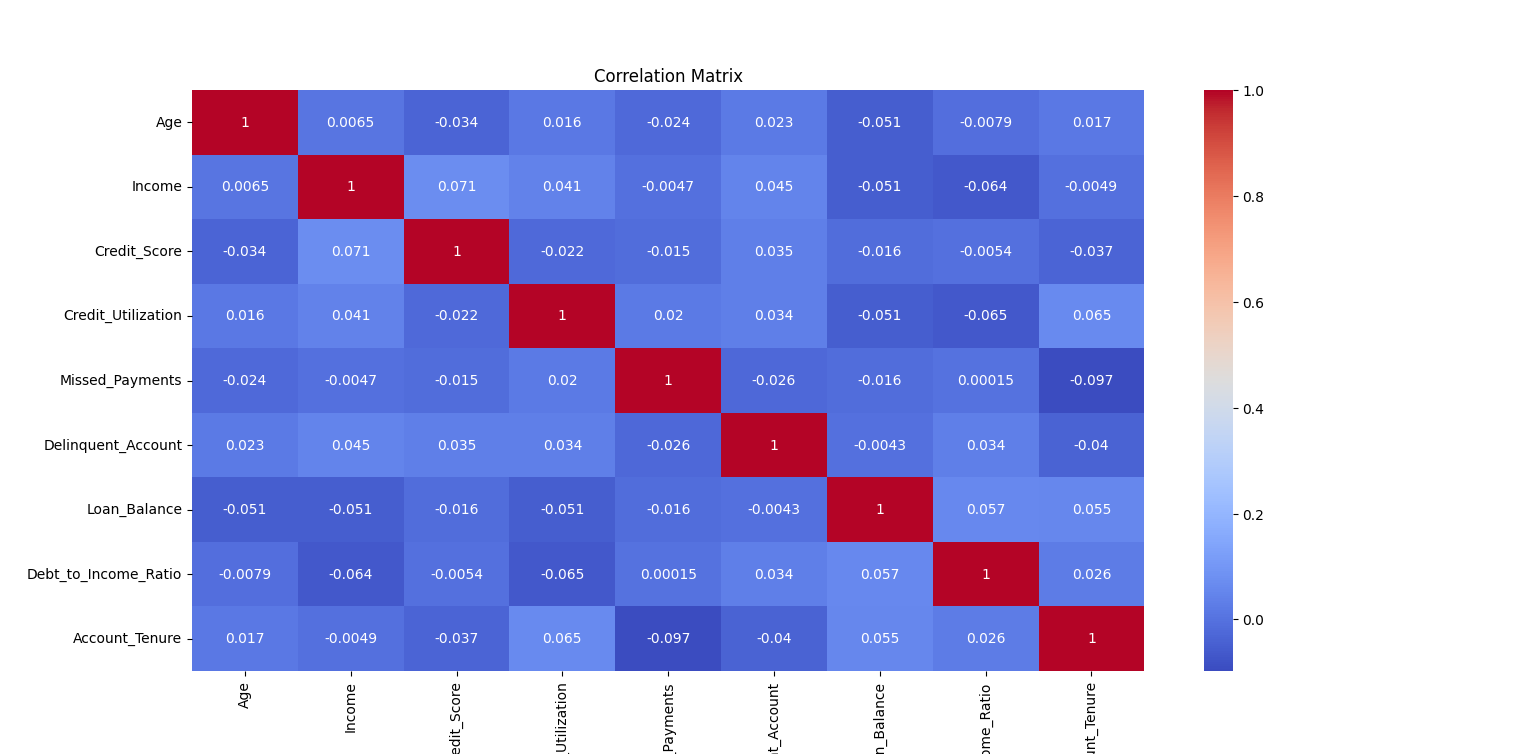 Correlation Matrix
Age 1 0.0065 -0.034 0.016 -0.024 0.023 -0.051 -0.0079 0.017
Income 0.0065 1 0.071 0.041 -0.0047 0.045 -0.051 -0.064 -0.0049
Credit_Score -0.034 0.071 1 -0.022 -0.015 0.035 -0.016 -0.0054 -0.037
Credit_Utilization 0.016 0.041 -0.022 1 0.02 0.034 -0.051 -0.065 0.065
Missed_Payments -0.024 -0.0047 -0.015 0.02 1 -0.026 -0.016 0.00015 -0.097
Delinquent_Account 0.023 0.045 0.035 0.034 -0.026 1 -0.0043 0.034 -0.04
Loan_Balance -0.051 -0.051 -0.016 -0.051 -0.016 -0.0043 1 0.057 0.055
Debt_to_Income_Ratio -0.0079 -0.064 -0.0054 -0.065 0.00015 0.034 0.057 1 0.026
Account_Tenure 0.017 -0.0049 -0.037 0.065 -0.097 -0.04 0.055 0.026 1
Age
Income
edit_Score
Utilization
_Payments
t_Account
n_Balance
ome_Ratio
unt_Tenure
1.0
0.8
0.6
0.4
0.2
0.0